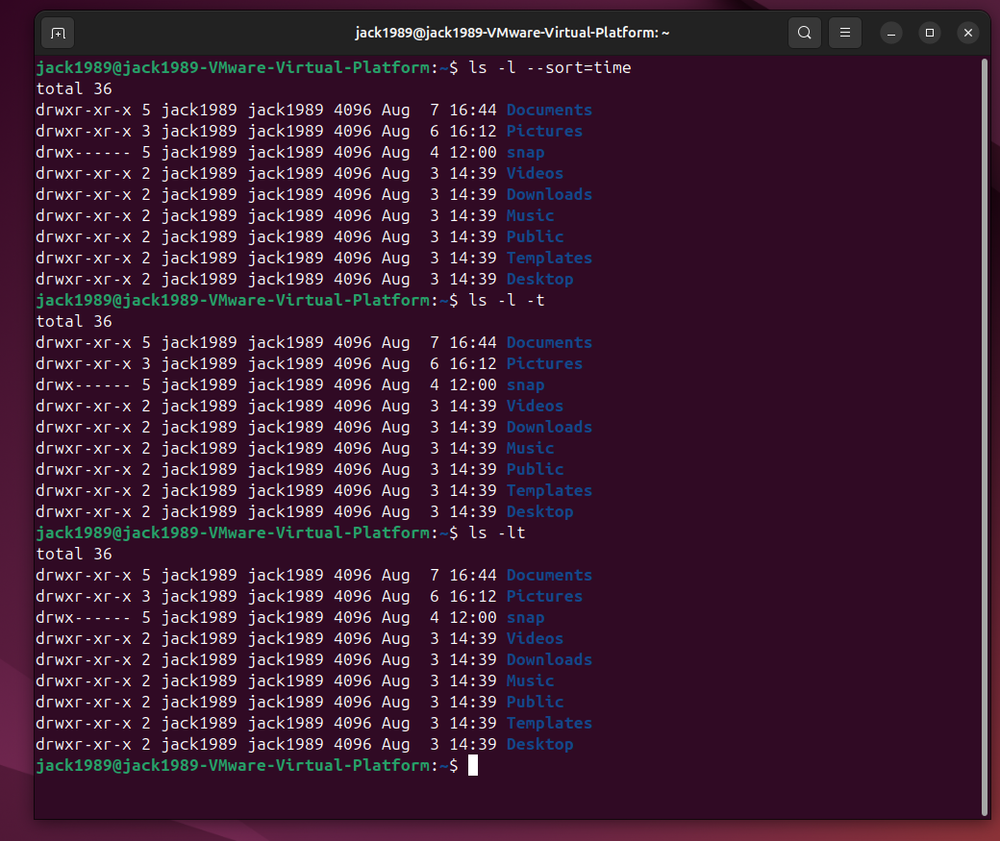 jack1989@jack1989-VMware-Virtual-Platform: ~
jack1989@jack1989-VMware-Virtual-Platform:~$ ls -l --sort=time
total 36
drwxr-xr-x 5 jack1989 jack1989 4096 Aug  7 16:44 Documents
drwxr-xr-x 3 jack1989 jack1989 4096 Aug  6 16:12 Pictures
drwx------ 5 jack1989 jack1989 4096 Aug  4 12:00 snap
drwxr-xr-x 2 jack1989 jack1989 4096 Aug  3 14:39 Videos
drwxr-xr-x 2 jack1989 jack1989 4096 Aug  3 14:39 Downloads
drwxr-xr-x 2 jack1989 jack1989 4096 Aug  3 14:39 Music
drwxr-xr-x 2 jack1989 jack1989 4096 Aug  3 14:39 Public
drwxr-xr-x 2 jack1989 jack1989 4096 Aug  3 14:39 Templates
drwxr-xr-x 2 jack1989 jack1989 4096 Aug  3 14:39 Desktop
jack1989@jack1989-VMware-Virtual-Platform:~$ ls -l -t
total 36
drwxr-xr-x 5 jack1989 jack1989 4096 Aug  7 16:44 Documents
drwxr-xr-x 3 jack1989 jack1989 4096 Aug  6 16:12 Pictures
drwx------ 5 jack1989 jack1989 4096 Aug  4 12:00 snap
drwxr-xr-x 2 jack1989 jack1989 4096 Aug  3 14:39 Videos
drwxr-xr-x 2 jack1989 jack1989 4096 Aug  3 14:39 Downloads
drwxr-xr-x 2 jack1989 jack1989 4096 Aug  3 14:39 Music
drwxr-xr-x 2 jack1989 jack1989 4096 Aug  3 14:39 Public
drwxr-xr-x 2 jack1989 jack1989 4096 Aug  3 14:39 Templates
drwxr-xr-x 2 jack1989 jack1989 4096 Aug  3 14:39 Desktop
jack1989@jack1989-VMware-Virtual-Platform:~$ ls -lt
total 36
drwxr-xr-x 5 jack1989 jack1989 4096 Aug  7 16:44 Documents
drwxr-xr-x 3 jack1989 jack1989 4096 Aug  6 16:12 Pictures
drwx------ 5 jack1989 jack1989 4096 Aug  4 12:00 snap
drwxr-xr-x 2 jack1989 jack1989 4096 Aug  3 14:39 Videos
drwxr-xr-x 2 jack1989 jack1989 4096 Aug  3 14:39 Downloads
drwxr-xr-x 2 jack1989 jack1989 4096 Aug  3 14:39 Music
drwxr-xr-x 2 jack1989 jack1989 4096 Aug  3 14:39 Public
drwxr-xr-x 2 jack1989 jack1989 4096 Aug  3 14:39 Templates
drwxr-xr-x 2 jack1989 jack1989 4096 Aug  3 14:39 Desktop
jack1989@jack1989-VMware-Virtual-Platform:~$